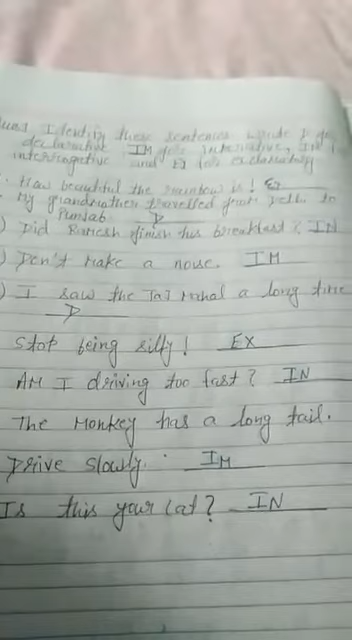 Identify these sentences write D for
declarative IM for Imperative, IN
interrogative and EX for exclamatory
How beautiful the rainbow is! Ex
My grandmother travelled from Delhi to
Punjab. D
) Did Ramesh finish his breakfast? IN
) Don't Make a noise. IM
) I saw the Taj Mahal a long time
D
Stop being silly! EX
AM I driving too fast? IN
The Monkey has a long tail.
Drive slowly. IM
Is this your Cat? IN